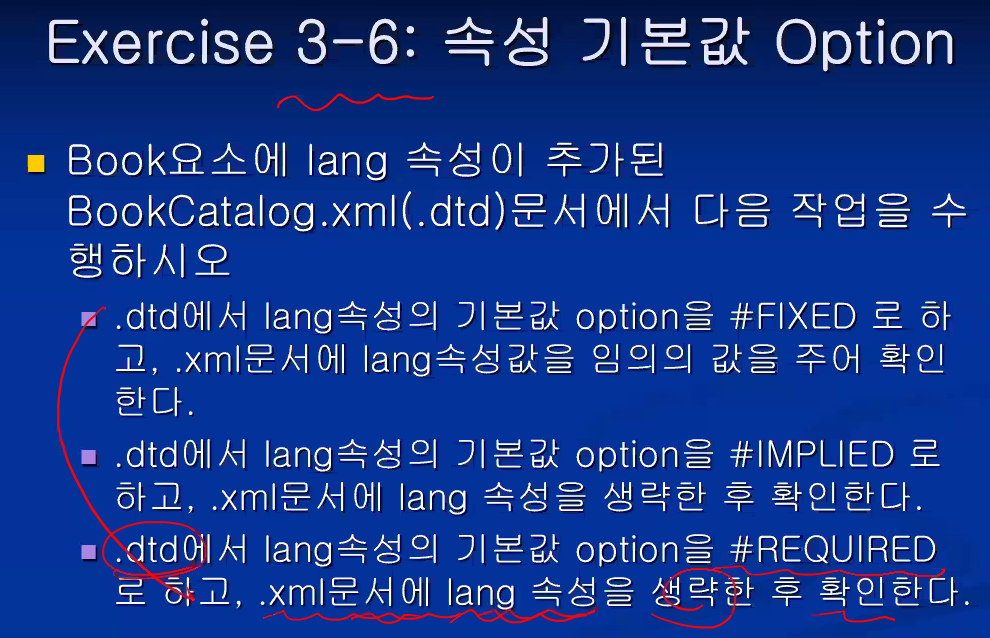 Exercise 3-6: 속성 기본값 Option
Book요소에 lang 속성이 추가된
BookCatalog.xml(.dtd)문서에서 다음 작업을 수
행하시오
.dtd에서 lang속성의 기본값 option을 #FIXED 로 하
고, .xml문서에 lang속성값을 임의의 값을 주어 확인
한다.
.dtd에서 lang속성의 기본값 option을 #IMPLIED 로
하고, .xml문서에 lang 속성을 생략한 후 확인한다.
.dtd에서 lang속성의 기본값 option을 #REQUIRED
로 하고, .xml문서에 lang 속성을 생략한 후 확인한다.